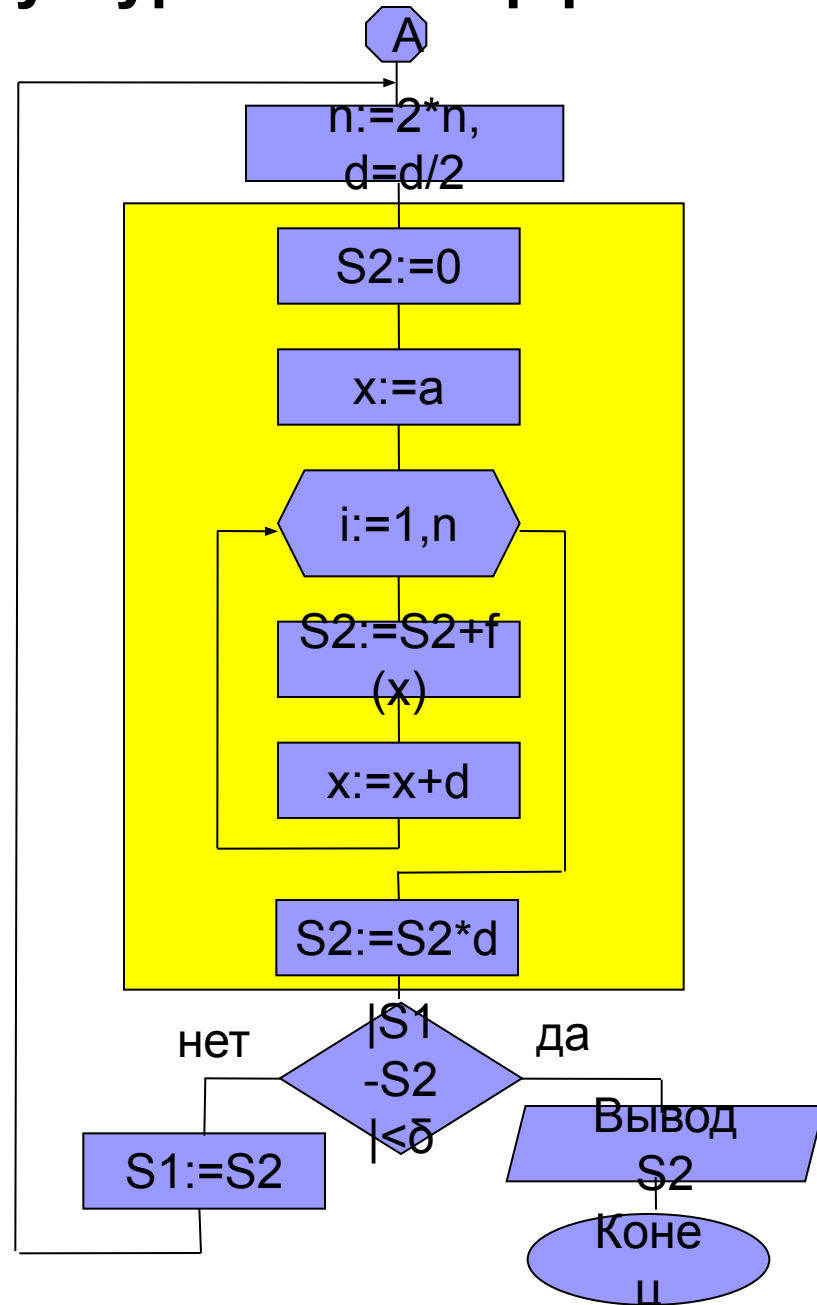 А
n:=2*n,
d=d/2
S2:=0
x:=a
i:=1,n
S2:=S2+f
(x)
x:=x+d
S2:=S2*d
|S1
-S2
|<δ
нет
да
S1:=S2
Вывод
S2
Коне
ц